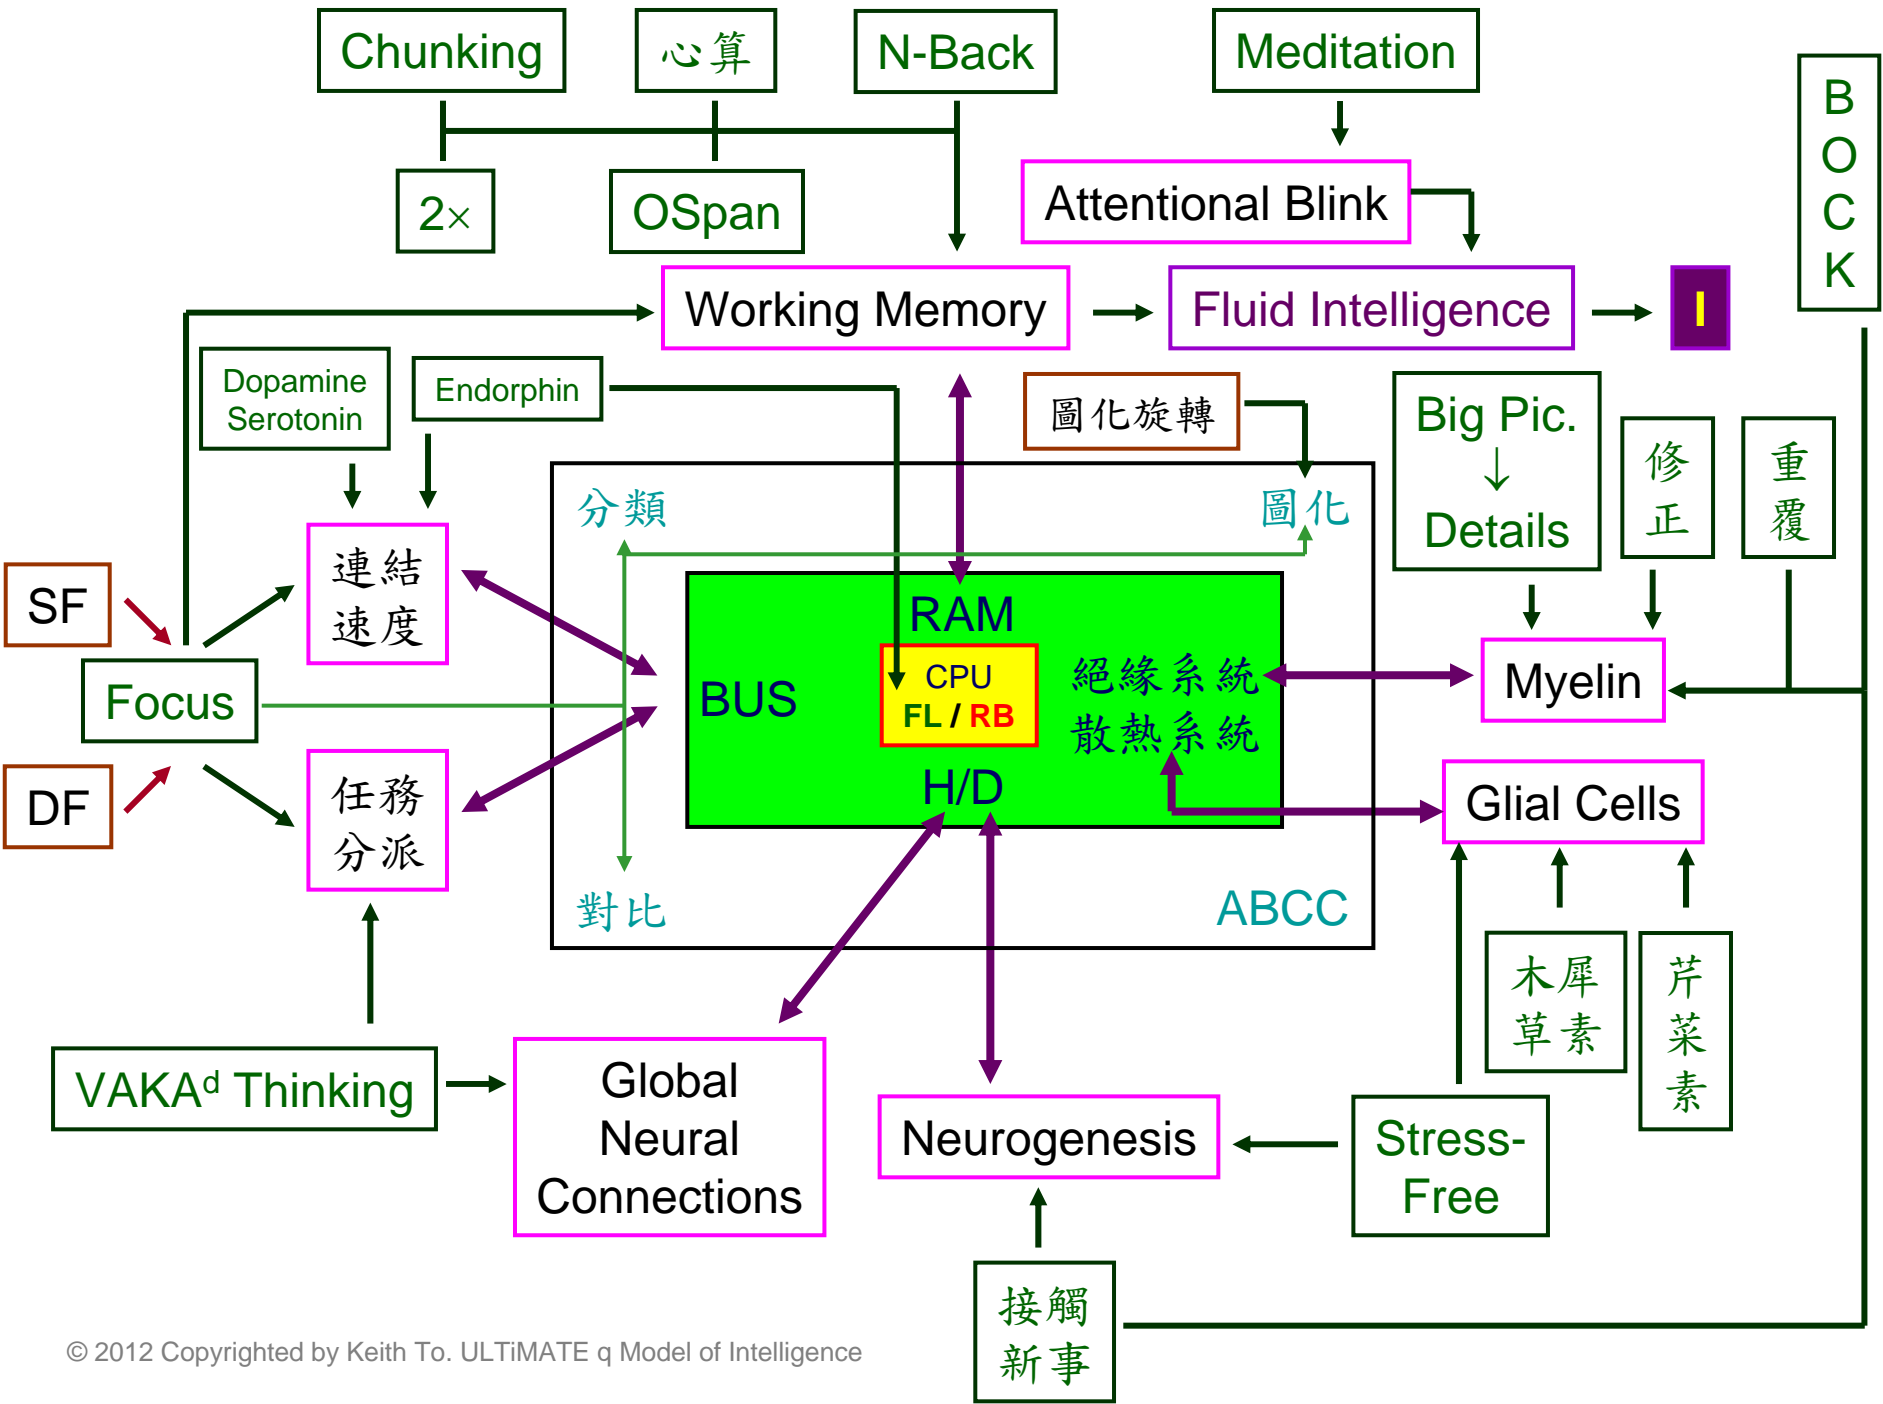 Chunking
心算
N-Back
Meditation
B
O
C
K
2×
OSpan
Attentional Blink
Working Memory
Fluid Intelligence
I
Dopamine
Serotonin
Endorphin
圖化旋轉
Big Pic.
↓
Details
修
正
重
覆
分類
圖化
連結
速度
SF
Focus
DF
任務
分派
RAM
BUS
CPU
FL / RB
絕緣系統
散熱系統
H/D
Myelin
Glial Cells
對比
ABCC
木犀
草素
芹
菜
素
VAKAd Thinking
Global
Neural
Connections
Neurogenesis
Stress-
Free
接觸
新事
© 2012 Copyrighted by Keith To. ULTiMATE q Model of Intelligence